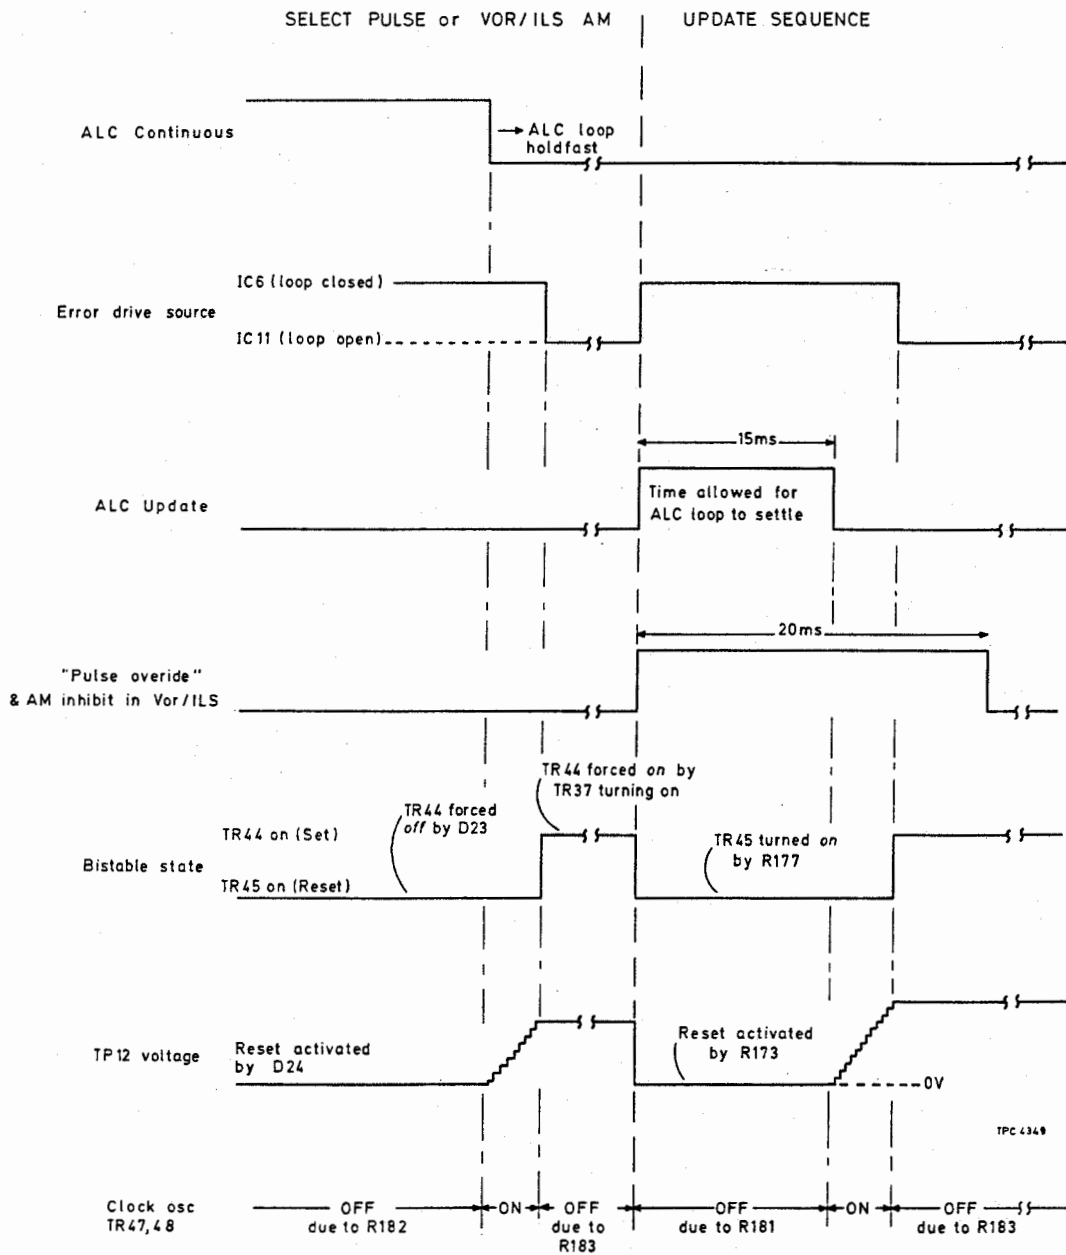 SELECT PULSE or VOR/ILS AM
UPDATE SEQUENCE
ALC Continuous
ALC loop
holdfast
Error drive source
IC6 (loop closed)
IC11 (loop open)
15ms
ALC Update
Time allowed for
ALC loop to settle
20ms
"Pulse overide"
& AM inhibit in Vor/ILS
TR44 forced on by
TR37 turning on
TR44 forced
off by D23
TR44 on (Set)
Bistable state
TR45 on (Reset)
TR45 turned on
by R177
TP12 voltage
Reset activated
by D24
Reset activated
by R173
0V
TPC 4349
Clock osc
TR47,48
OFF
due to R182
ON
OFF
due to
R183
OFF
due to R181
ON
OFF
due to R183